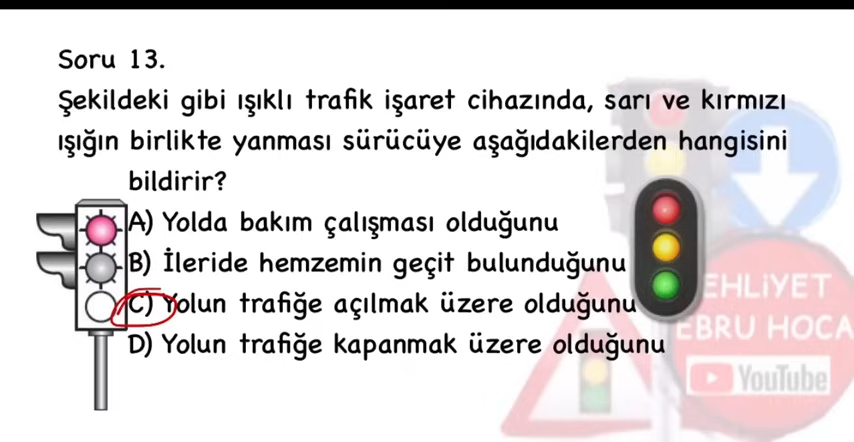 Soru 13.
Şekildeki gibi ışıklı trafik işaret cihazında, sarı ve kırmızı
ışığın birlikte yanması sürücüye aşağıdakilerden hangisini
bildirir?
A) Yolda bakım çalışması olduğunu
B) İleride hemzemin geçit bulunduğunu
C) Yolun trafiğe açılmak üzere olduğunu
D) Yolun trafiğe kapanmak üzere olduğunu
EHLİYET
EBRU HOCA
YouTube